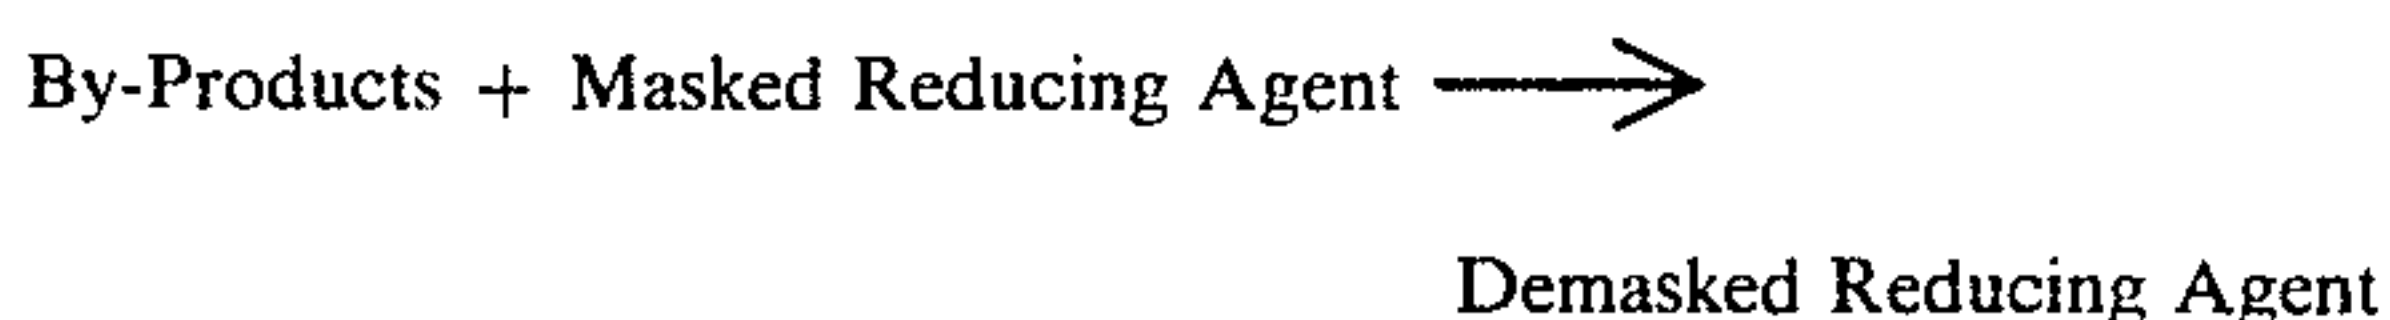 By-Products + Masked Reducing Agent ⟶
Demasked Reducing Agent